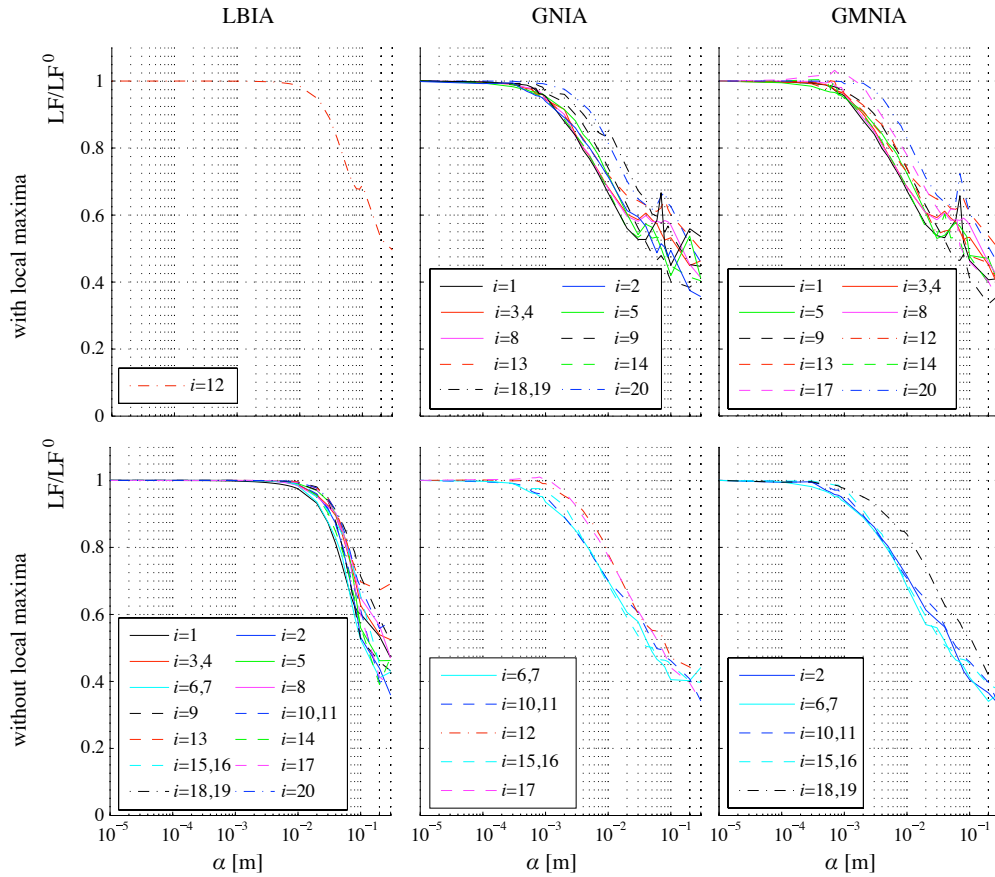 LBIA GNIA GMNIA
with local maxima
LF/LF⁰
1
0.8
0.6
0.4
0.2
0
i=12
i=1 i=2
i=3,4 i=5
i=8 i=9
i=13 i=14
i=18,19 i=20
i=1 i=3,4
i=5 i=8
i=9 i=12
i=13 i=14
i=17 i=20
without local maxima
LF/LF⁰
1
0.8
0.6
0.4
0.2
0
i=1 i=2
i=3,4 i=5
i=6,7 i=8
i=9 i=10,11
i=13 i=14
i=15,16 i=17
i=18,19 i=20
i=6,7
i=10,11
i=12
i=15,16
i=17
i=2
i=6,7
i=10,11
i=15,16
i=18,19
10⁻⁵ 10⁻⁴ 10⁻³ 10⁻² 10⁻¹ 10⁻⁵ 10⁻⁴ 10⁻³ 10⁻² 10⁻¹ 10⁻⁵ 10⁻⁴ 10⁻³ 10⁻² 10⁻¹
α [m] α [m] α [m]